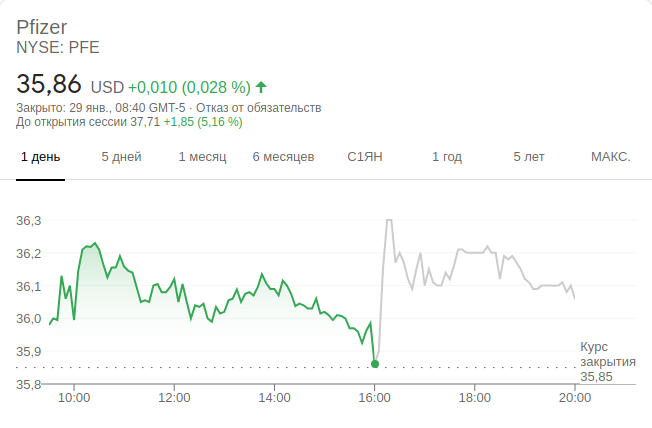 Pfizer
NYSE: PFE
35,86 USD +0,010 (0,028 %)
Закрыто: 29 янв., 08:40 GMT-5 · Отказ от обязательств
До открытия сессии 37,71 +1,85 (5,16 %)
1 день 5 дней 1 месяц 6 месяцев С1ЯН 1 год 5 лет МАКС.
36,3
36,2
36,1
36,0
35,9
Курс
закрытия
35,85
35,8
10:00 12:00 14:00 16:00 18:00 20:00